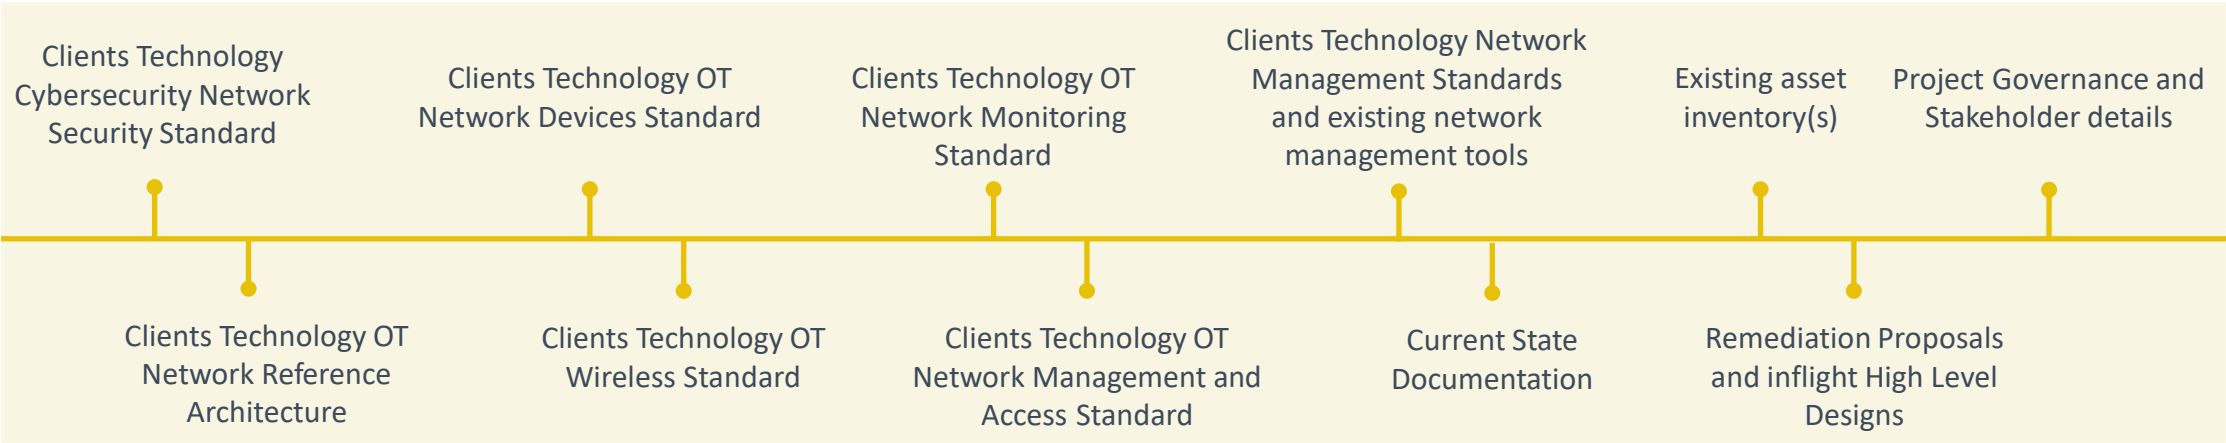 Clients Technology
Cybersecurity Network
Security Standard
Clients Technology OT
Network Devices Standard
Clients Technology OT
Network Monitoring
Standard
Clients Technology Network
Management Standards
and existing network
management tools
Existing asset
inventory(s)
Project Governance and
Stakeholder details
Clients Technology OT
Network Reference
Architecture
Clients Technology OT
Wireless Standard
Clients Technology OT
Network Management and
Access Standard
Current State
Documentation
Remediation Proposals
and inflight High Level
Designs